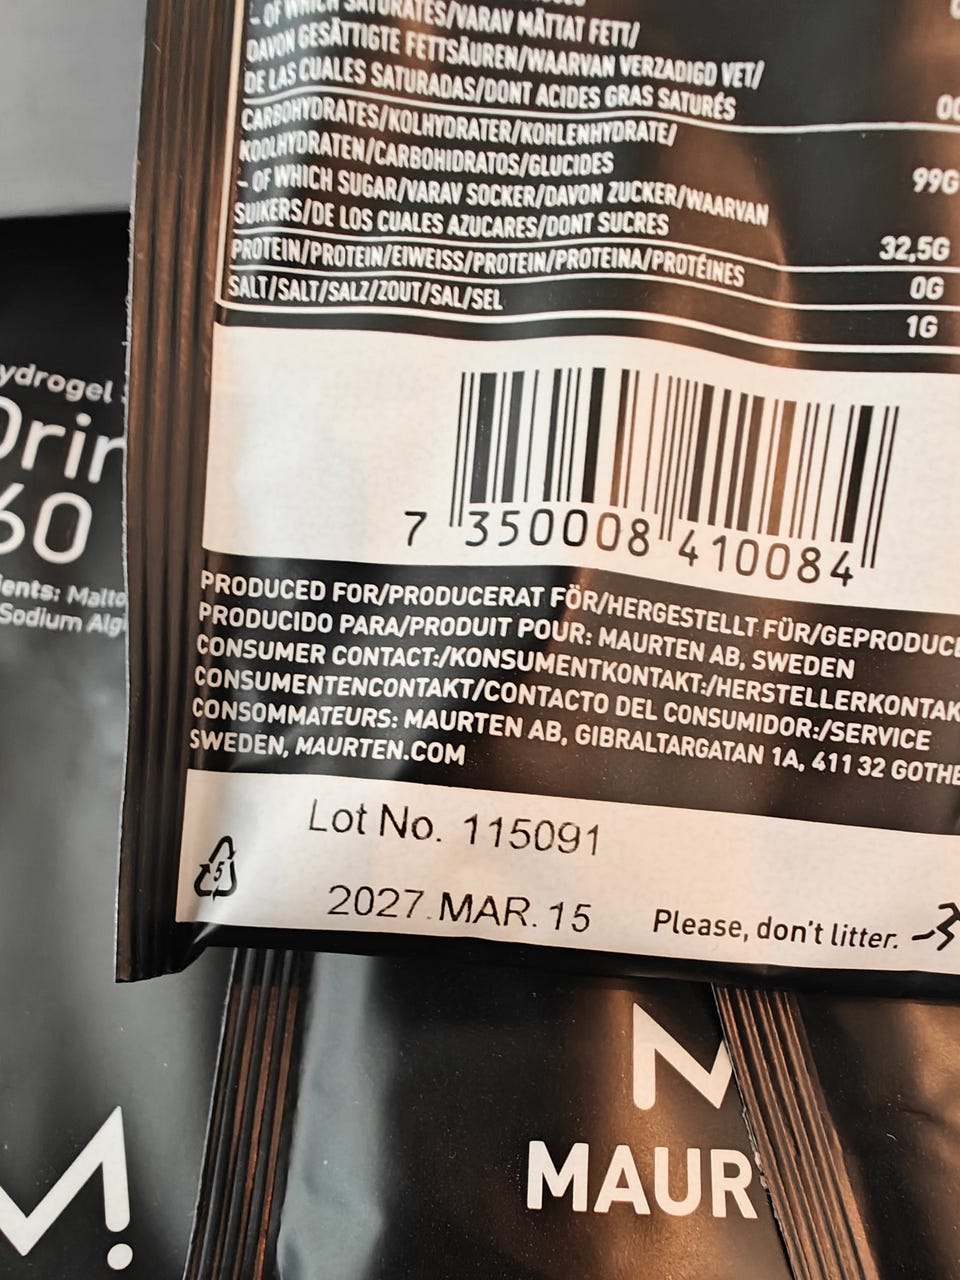 - OF WHICH SATURATES/VARAV MÄTTAT FETT/
DAVON GESÄTTIGTE FETTSÄUREN/WAARVAN VERZADIGD VET/
DE LAS CUALES SATURADAS/DONT ACIDES GRAS SATURÉS
CARBOHYDRATES/KOLHYDRATER/KOHLENHYDRATE/
KOOLHYDRATEN/CARBOHIDRATOS/GLUCIDES 99G
- OF WHICH SUGAR/VARAV SOCKER/DAVON ZUCKER/WAARVAN
SUIKERS/DE LOS CUALES AZUCARES/DONT SUCRES 32,5G
PROTEIN/PROTEIN/EIWEISS/PROTEIN/PROTEINA/PROTÉINES 0G
SALT/SALT/SALZ/ZOUT/SAL/SEL 1G
7 350008 410084
PRODUCED FOR/PRODUCERAT FÖR/HERGESTELLT FÜR/GEPRODUCE
PRODUCIDO PARA/PRODUIT POUR: MAURTEN AB, SWEDEN
CONSUMER CONTACT:/KONSUMENTKONTAKT:/HERSTELLERKONTAK
CONSUMENTENCONTAKT/CONTACTO DEL CONSUMIDOR:/SERVICE
CONSOMMATEURS: MAURTEN AB, GIBRALTARGATAN 1A, 411 32 GOTHE
SWEDEN, MAURTEN.COM
Lot No. 115091
5
2027.MAR.15
Please, don't litter.
ydrogel
Drin
60
ents: Malto
Sodium Alg
M
MAUR
M!